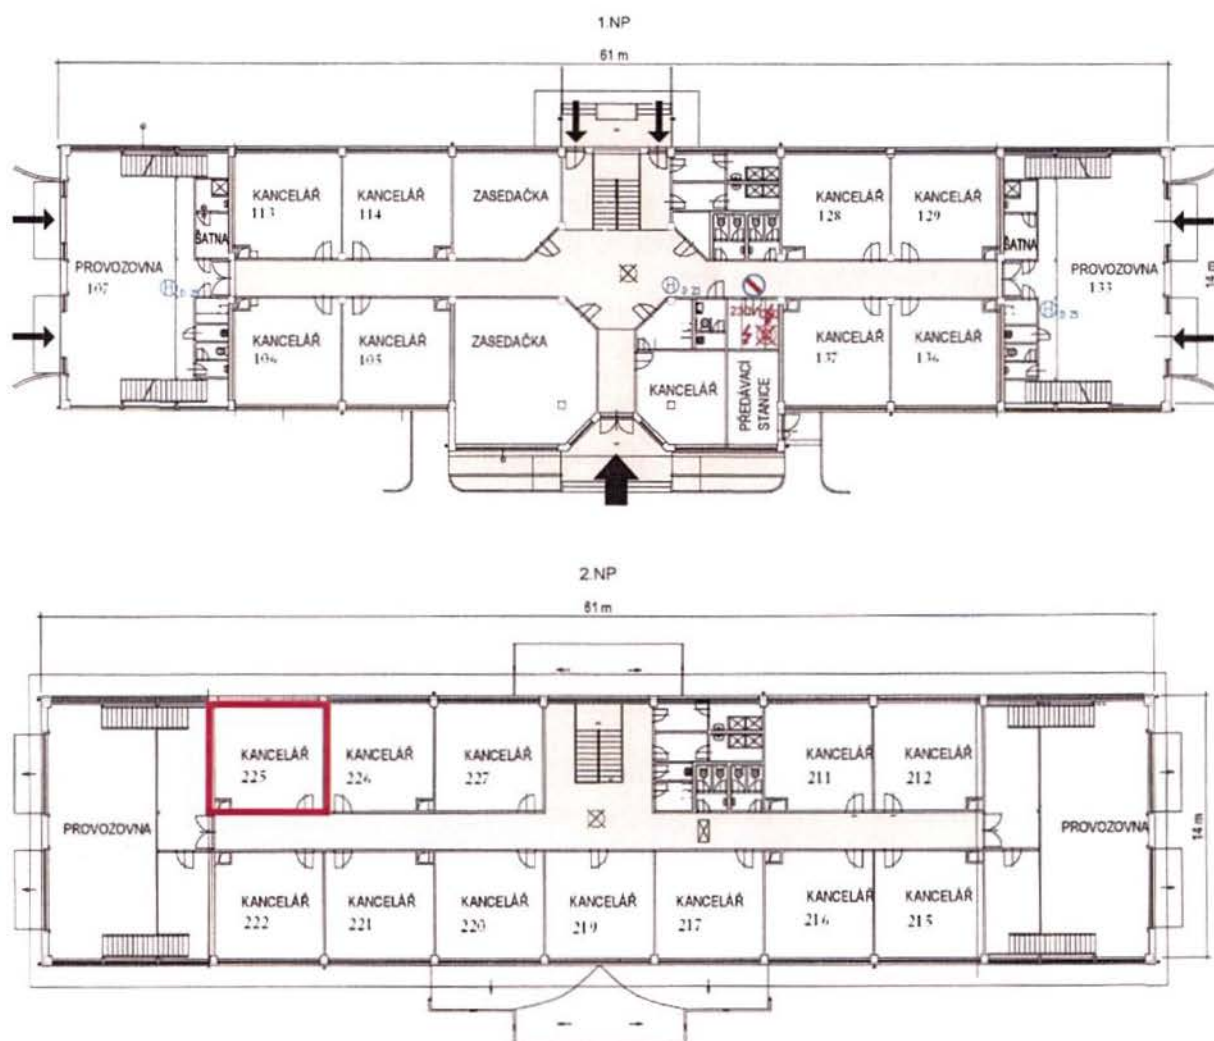 1.NP
61 m
KANCELÁŘ
113
KANCELÁŘ
114
ZASEDAČKA
KANCELÁŘ
128
KANCELÁŘ
129
ŠATNA
ŠATNA
PROVOZOVNA
107
PROVOZOVNA
133
14 m
KANCELÁŘ
106
KANCELÁŘ
105
ZASEDAČKA
KANCELÁŘ
PŘEDÁVACÍ
STANICE
KANCELÁŘ
137
KANCELÁŘ
136
2.NP
61 m
KANCELÁŘ
225
KANCELÁŘ
226
KANCELÁŘ
227
KANCELÁŘ
211
KANCELÁŘ
212
PROVOZOVNA
PROVOZOVNA
14 m
KANCELÁŘ
222
KANCELÁŘ
221
KANCELÁŘ
220
KANCELÁŘ
219
KANCELÁŘ
217
KANCELÁŘ
216
KANCELÁŘ
215